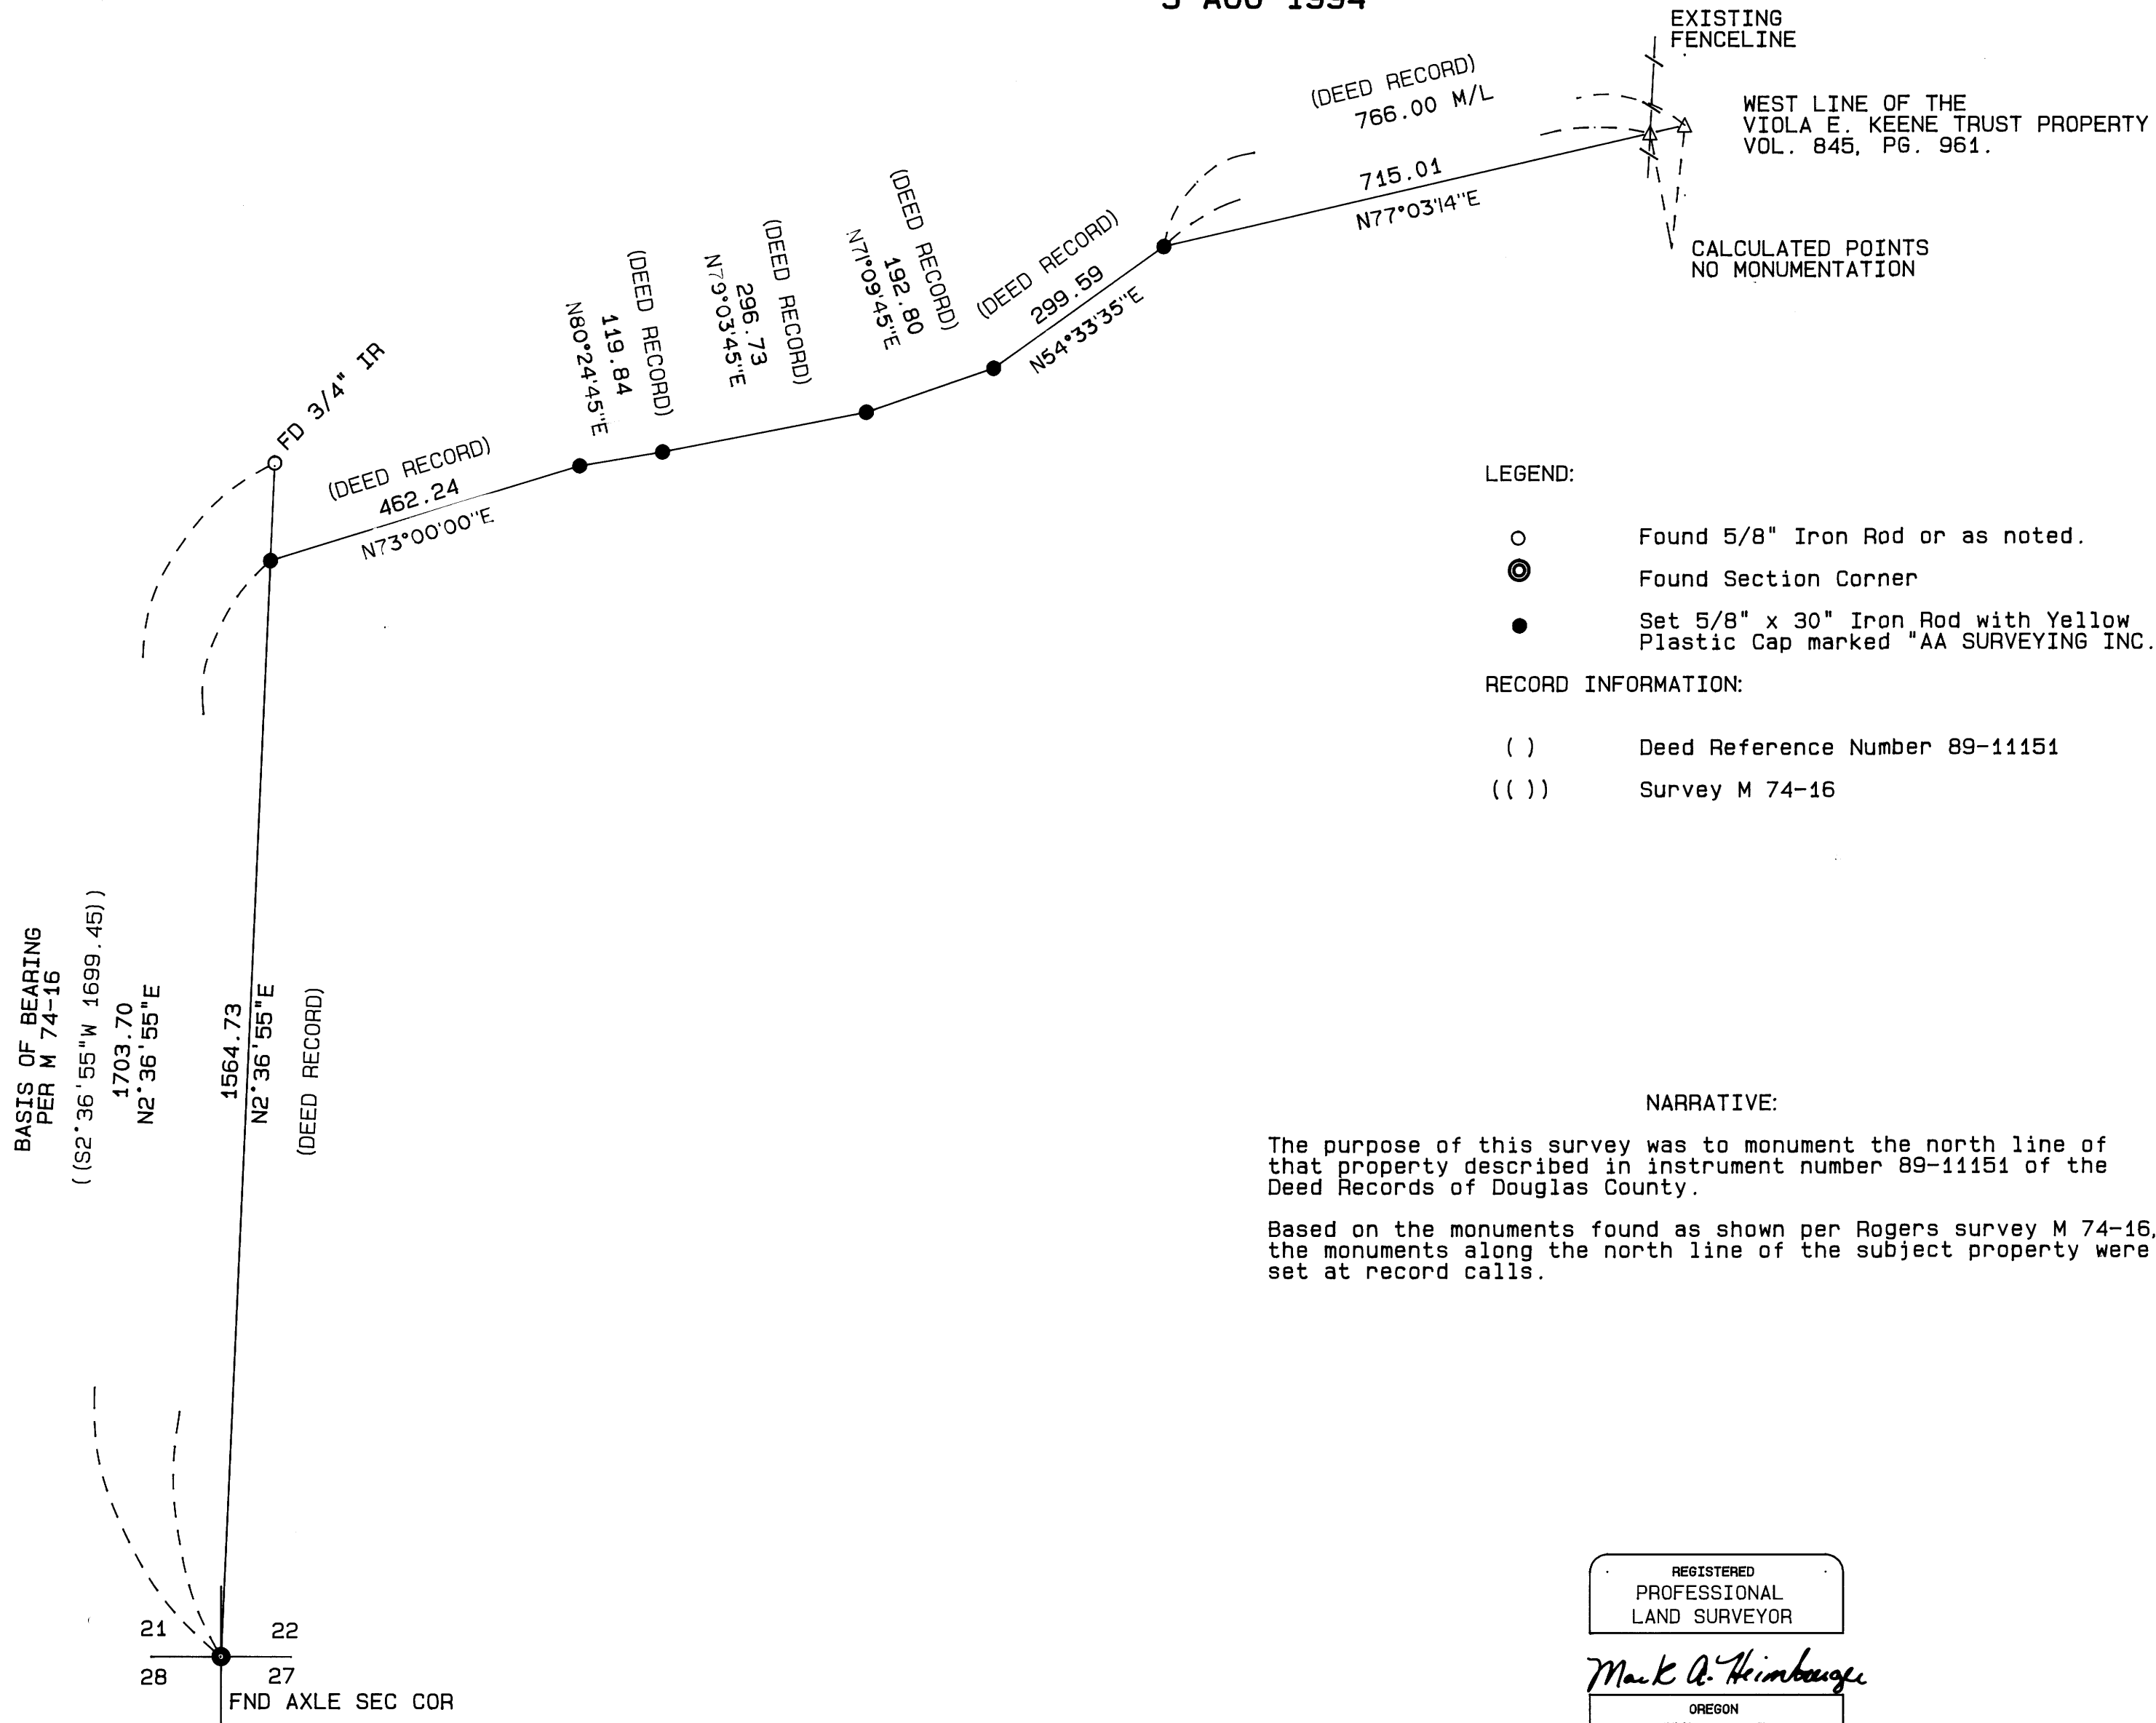 5 AUG 1994
EXISTING
FENCELINE
(DEED RECORD)
766.00 M/L
WEST LINE OF THE
VIOLA E. KEENE TRUST PROPERTY
VOL. 845, PG. 961.
715.01
N77°03'14"E
CALCULATED POINTS
NO MONUMENTATION
(DEED RECORD)
299.59
N54°33'35"E
(DEED RECORD)
192.80
N71°09'45"E
(DEED RECORD)
296.73
N79°03'45"E
(DEED RECORD)
119.84
N80°24'45"E
FD 3/4" IR
(DEED RECORD)
462.24
N73°00'00"E
LEGEND:
Found 5/8" Iron Rod or as noted.
Found Section Corner
Set 5/8" x 30" Iron Rod with Yellow
Plastic Cap marked "AA SURVEYING INC.
RECORD INFORMATION:
( ) Deed Reference Number 89-11151
(( )) Survey M 74-16
BASIS OF BEARING
PER M 74-16
((S2°36'55"W 1699.45))
1703.70
N2°36'55"E
1564.73
N2°36'55"E
(DEED RECORD)
NARRATIVE:
The purpose of this survey was to monument the north line of
that property described in instrument number 89-11151 of the
Deed Records of Douglas County.
Based on the monuments found as shown per Rogers survey M 74-16,
the monuments along the north line of the subject property were
set at record calls.
REGISTERED
PROFESSIONAL
LAND SURVEYOR
Mark A. Heimburger
OREGON
21 22
28 27
FND AXLE SEC COR